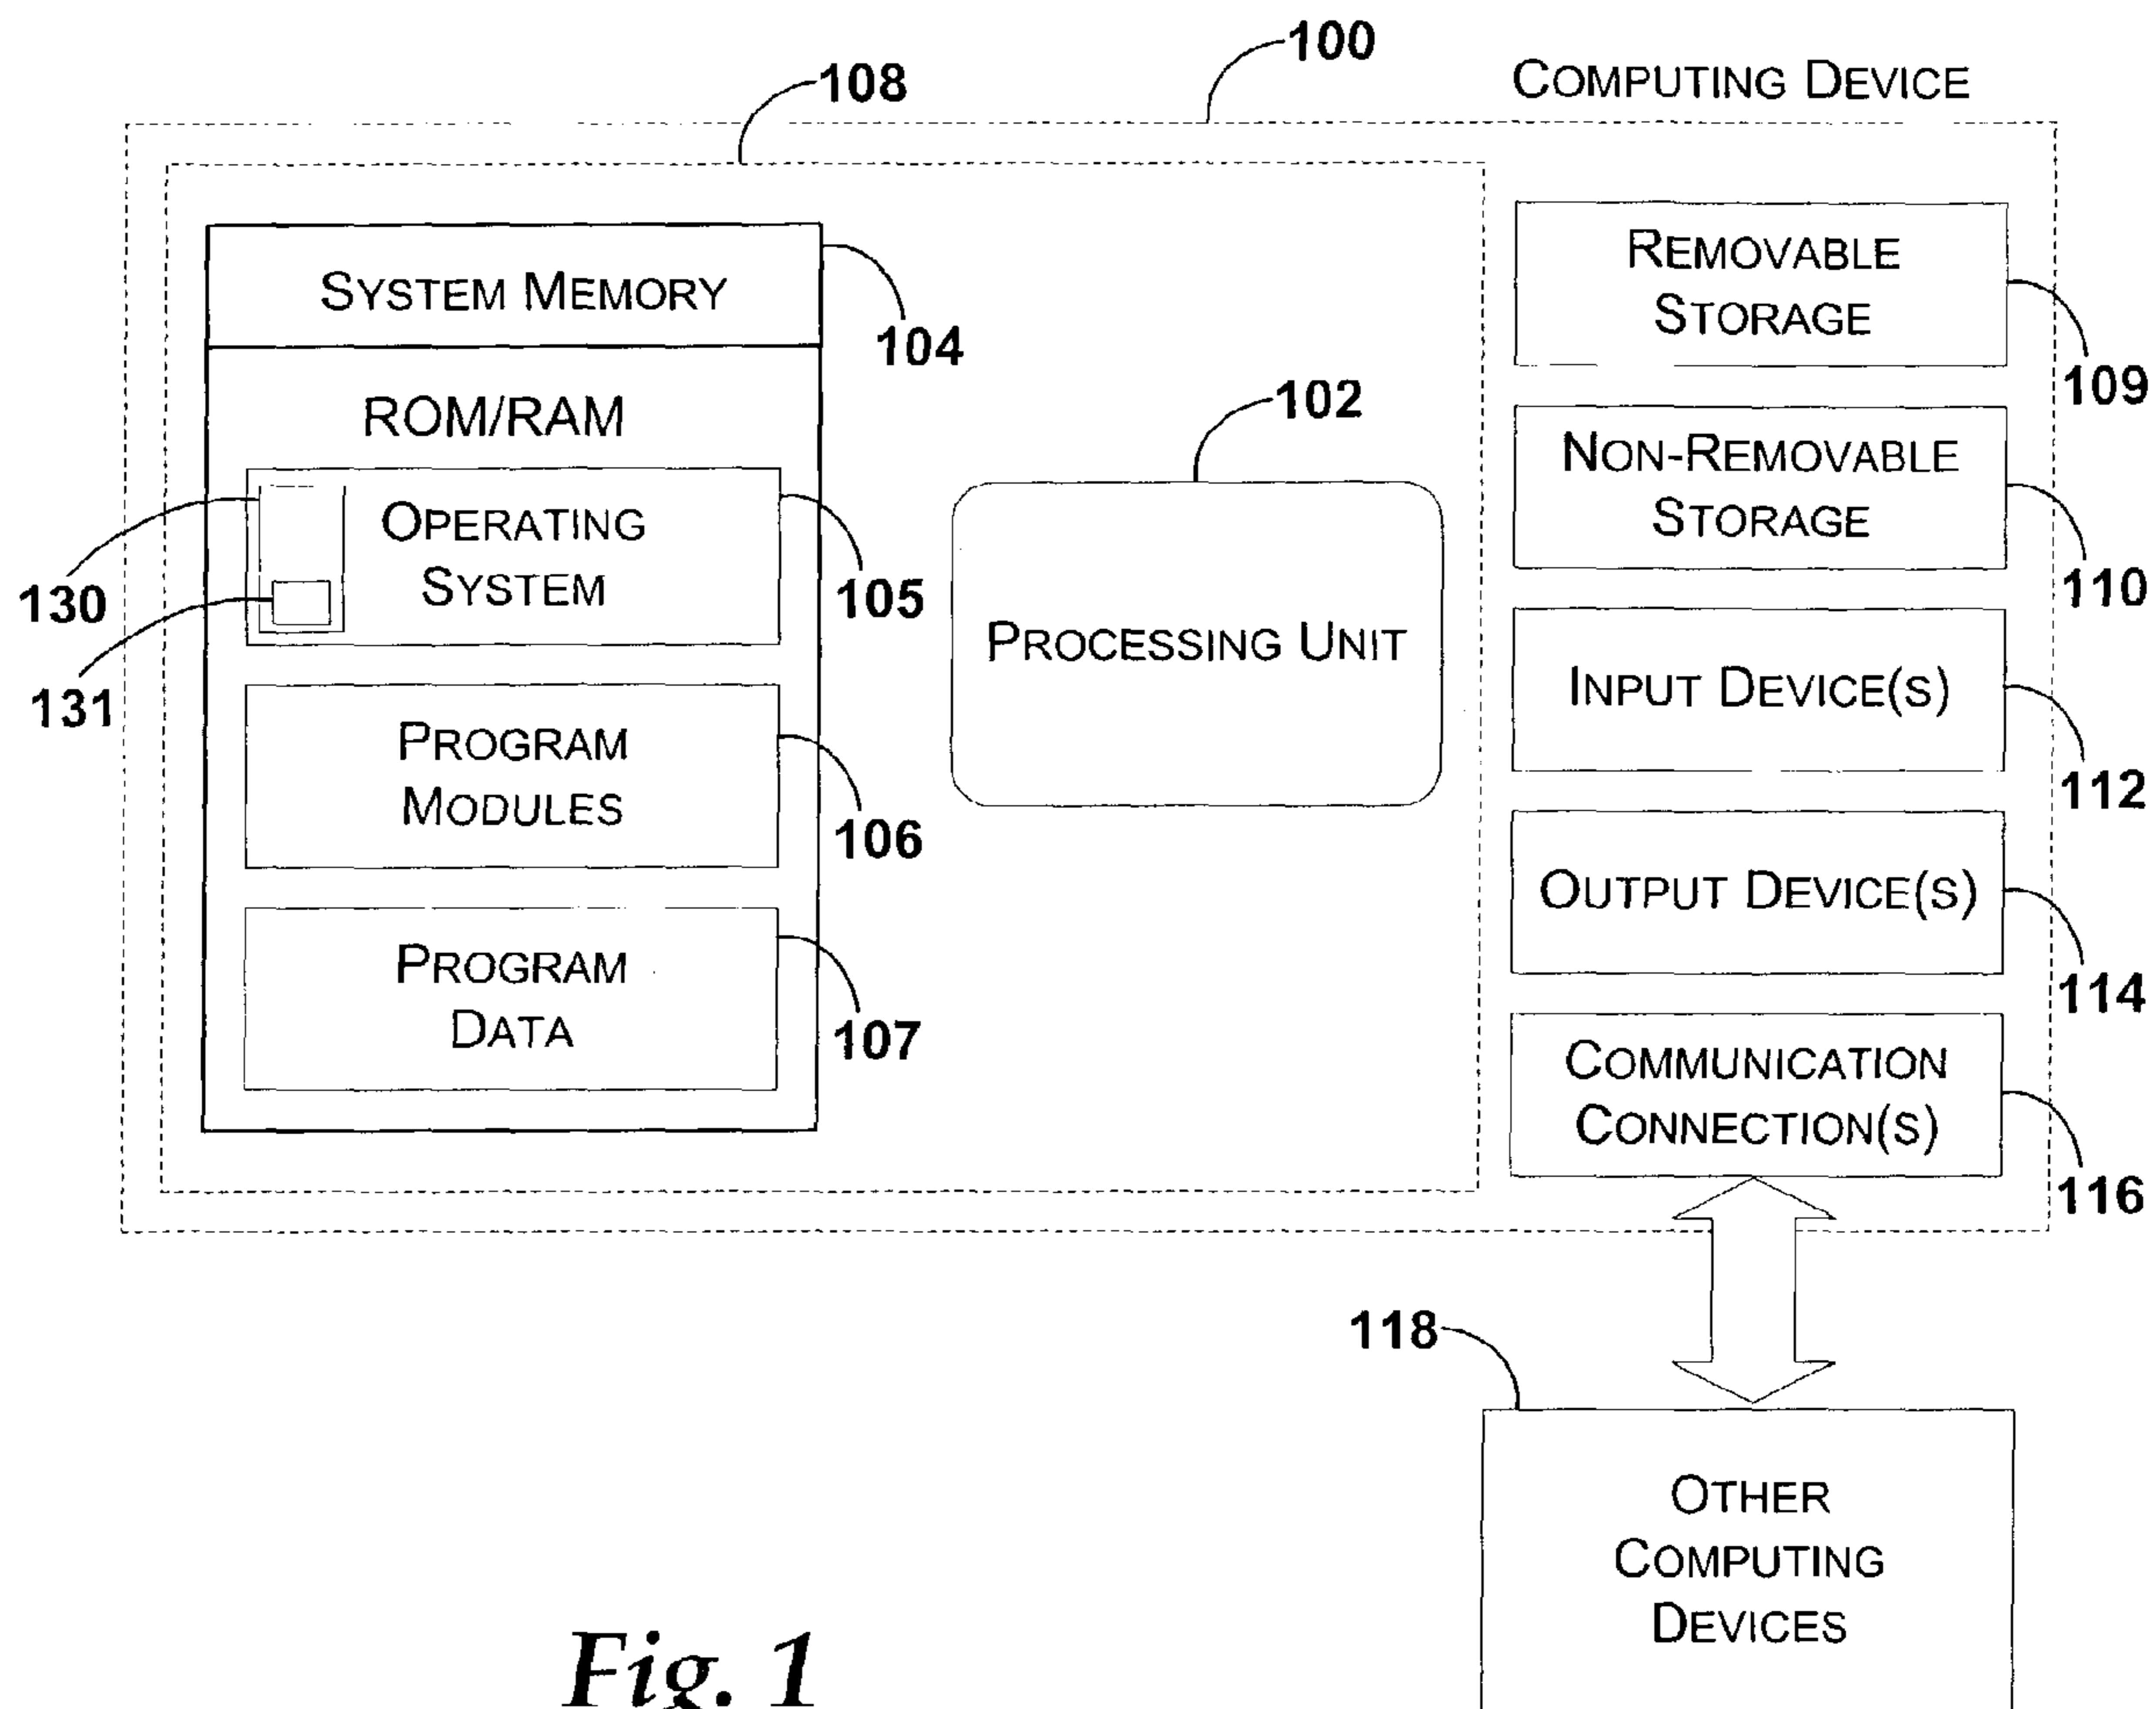 100
COMPUTING DEVICE
108
SYSTEM MEMORY
104
ROM/RAM
OPERATING
SYSTEM
105
130
131
PROGRAM
MODULES
106
PROGRAM
DATA
107
102
PROCESSING UNIT
REMOVABLE
STORAGE
109
NON-REMOVABLE
STORAGE
110
INPUT DEVICE(S)
112
OUTPUT DEVICE(S)
114
COMMUNICATION
CONNECTION(S)
116
118
OTHER
COMPUTING
DEVICES
Fig. 1